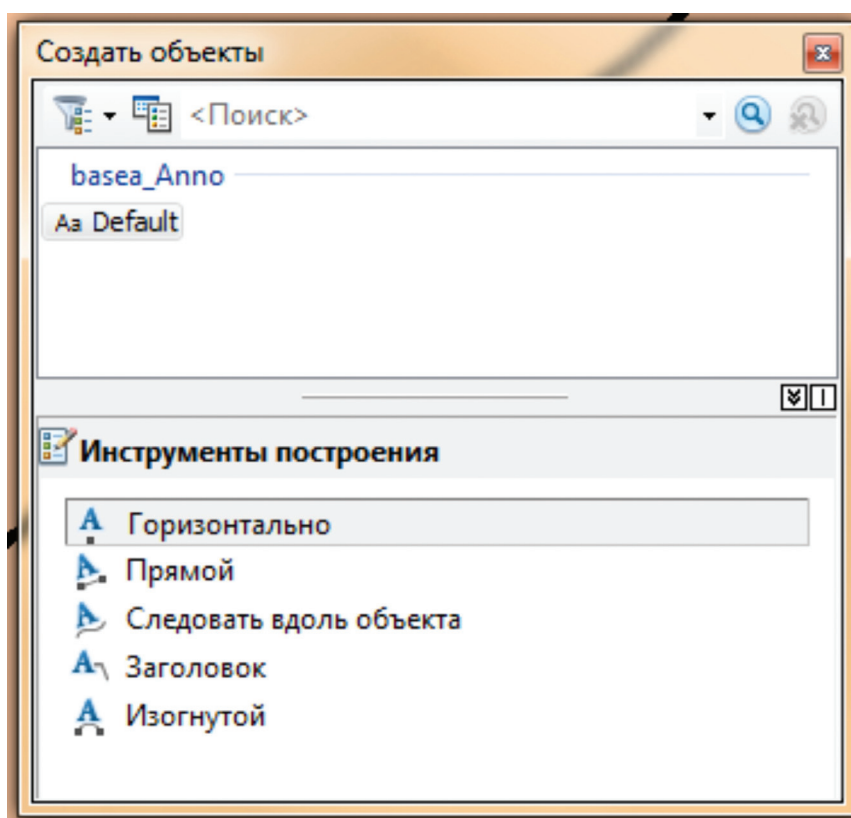 Создать объекты
<Поиск>
basea_Anno
Aa Default
Инструменты построения
A Горизонтально
A Прямой
A Следовать вдоль объекта
A Заголовок
A Изогнутой